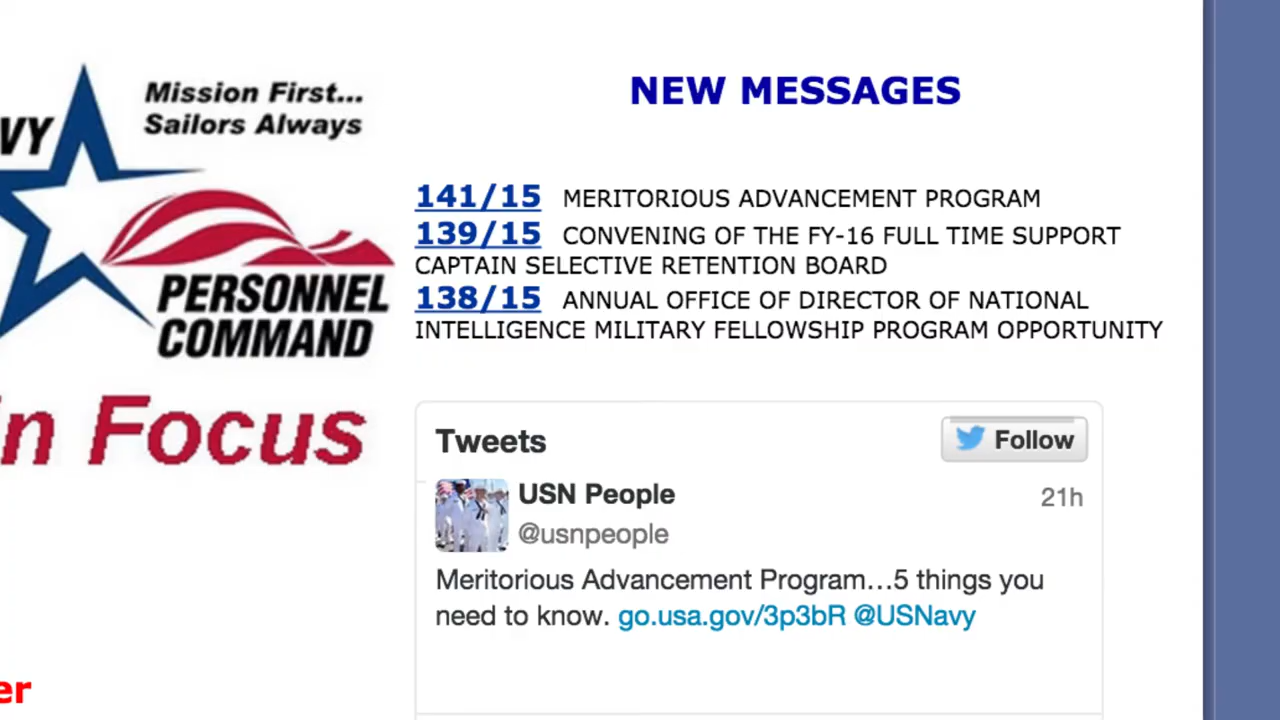 Mission First...
Sailors Always
VY
PERSONNEL
COMMAND
in Focus
NEW MESSAGES
141/15 MERITORIOUS ADVANCEMENT PROGRAM
139/15 CONVENING OF THE FY-16 FULL TIME SUPPORT
CAPTAIN SELECTIVE RETENTION BOARD
138/15 ANNUAL OFFICE OF DIRECTOR OF NATIONAL
INTELLIGENCE MILITARY FELLOWSHIP PROGRAM OPPORTUNITY
Tweets
Follow
USN People
21h
@usnpeople
Meritorious Advancement Program...5 things you
need to know. go.usa.gov/3p3bR @USNavy
er